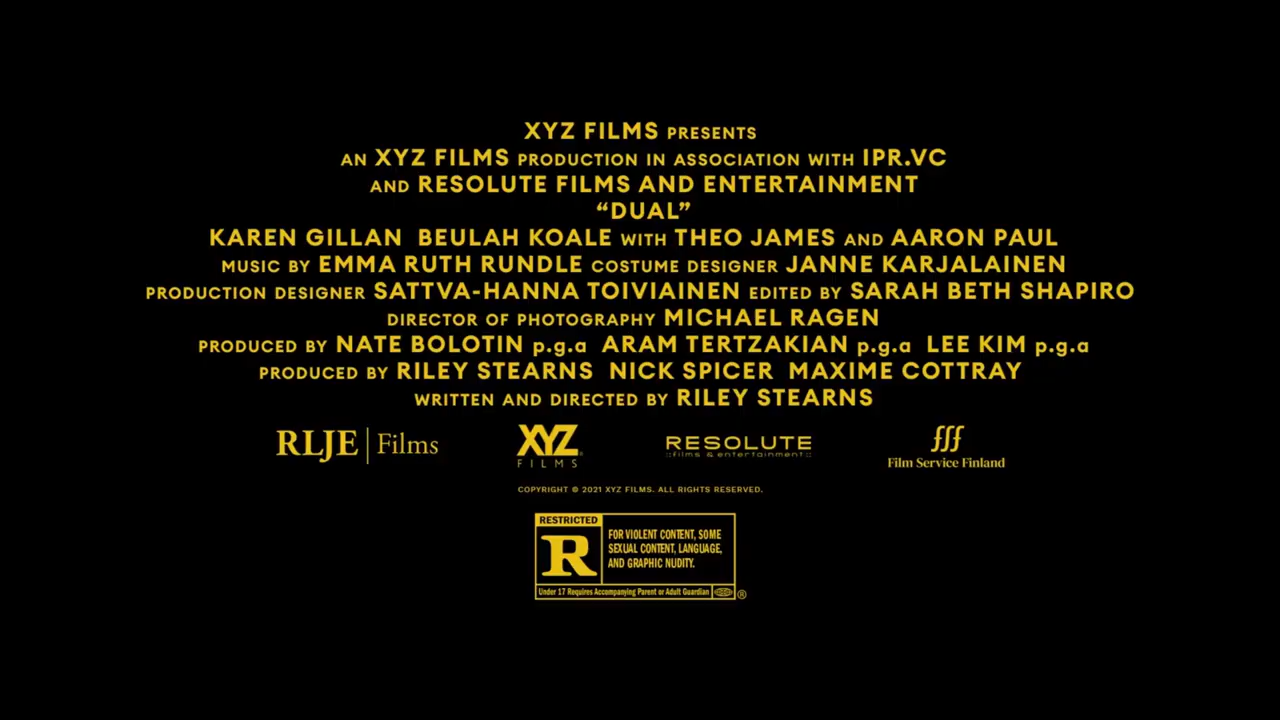 XYZ FILMS PRESENTS
AN XYZ FILMS PRODUCTION IN ASSOCIATION WITH IPR.VC
AND RESOLUTE FILMS AND ENTERTAINMENT
“DUAL”
KAREN GILLAN BEULAH KOALE WITH THEO JAMES AND AARON PAUL
MUSIC BY EMMA RUTH RUNDLE COSTUME DESIGNER JANNE KARJALAINEN
PRODUCTION DESIGNER SATTVA-HANNA TOIVIAINEN EDITED BY SARAH BETH SHAPIRO
DIRECTOR OF PHOTOGRAPHY MICHAEL RAGEN
PRODUCED BY NATE BOLOTIN p.g.a ARAM TERTZAKIAN p.g.a LEE KIM p.g.a
PRODUCED BY RILEY STEARNS NICK SPICER MAXIME COTTRAY
WRITTEN AND DIRECTED BY RILEY STEARNS
RLJE | Films
XYZ
FILMS
RESOLUTE
::films & entertainment::
fff
Film Service Finland
COPYRIGHT © 2021 XYZ FILMS. ALL RIGHTS RESERVED.
RESTRICTED
R
FOR VIOLENT CONTENT, SOME
SEXUAL CONTENT, LANGUAGE,
AND GRAPHIC NUDITY.
Under 17 Requires Accompanying Parent or Adult Guardian
®